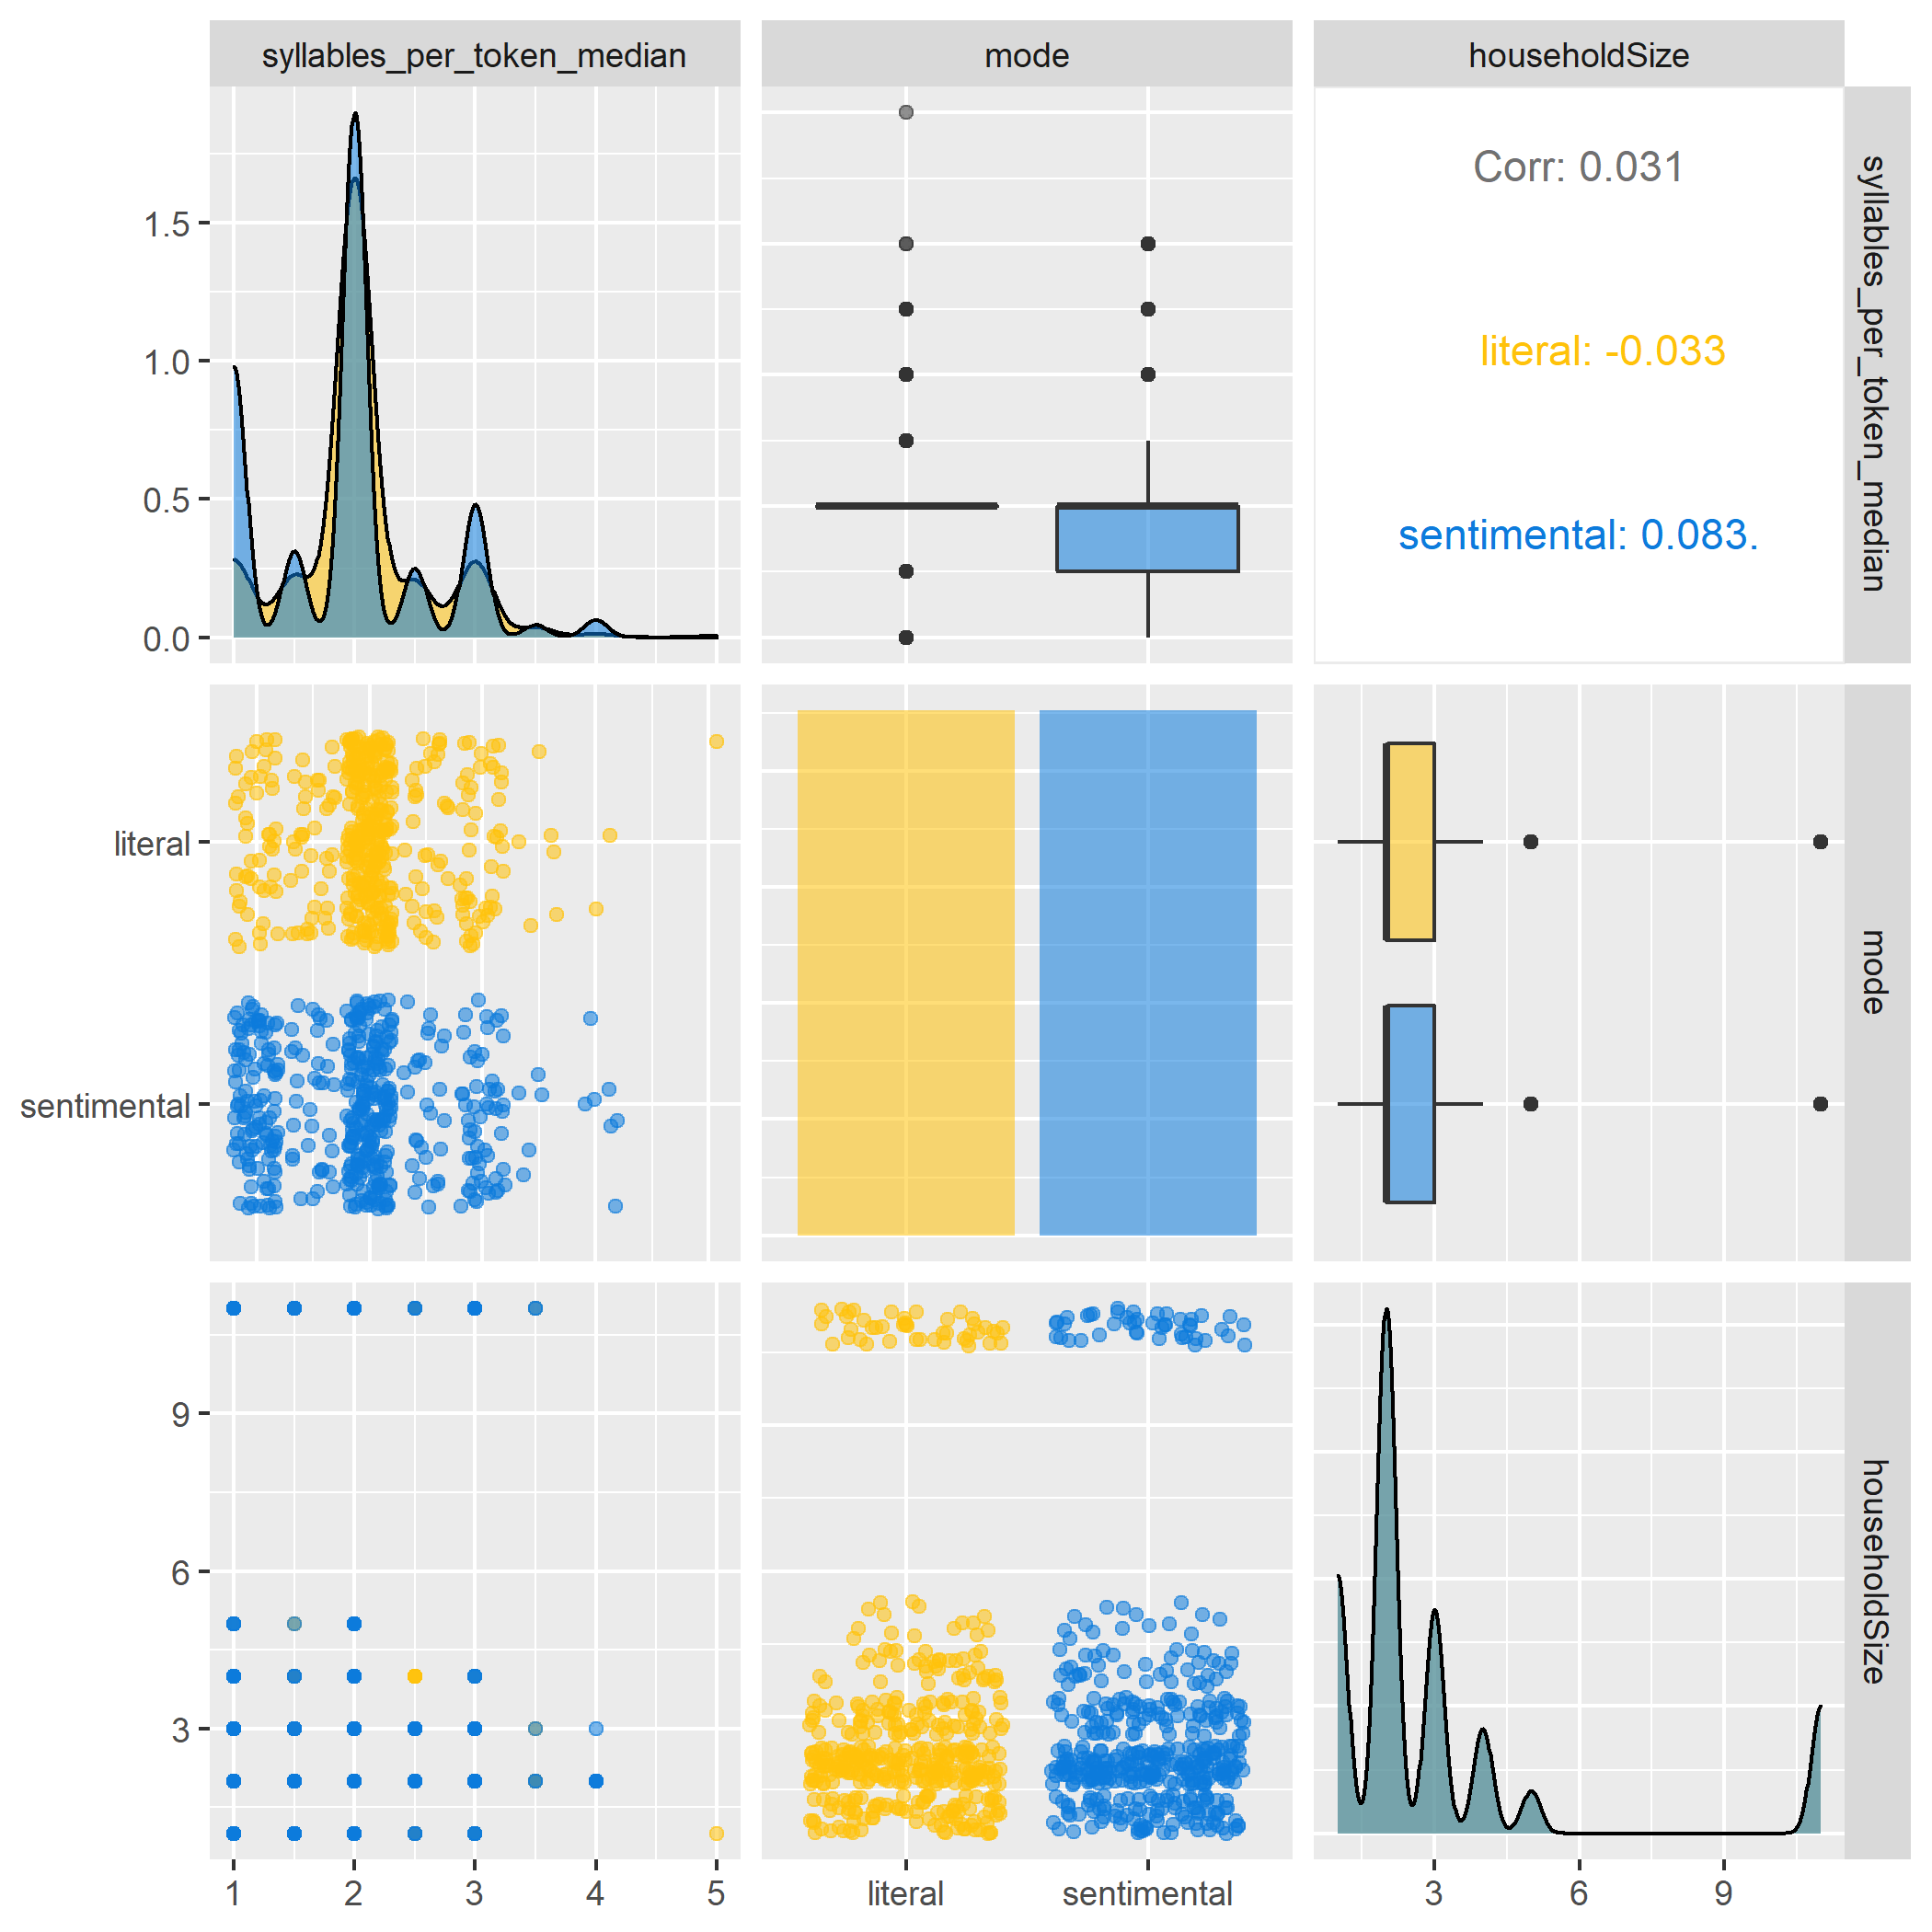 syllables_per_token_median
mode
householdSize
1.5
1.0
0.5
0.0
Corr: 0.031
literal: -0.033
sentimental: 0.083.
syllables_per_token_median
literal
sentimental
mode
9
6
3
householdSize
1 2 3 4 5
literal sentimental
3 6 9